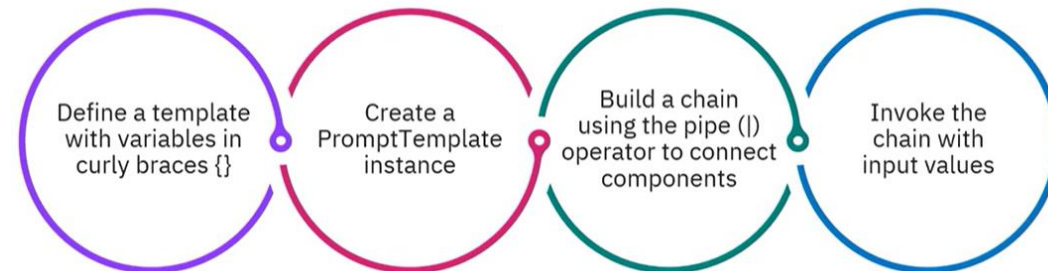 Define a template
with variables in
curly braces {}
Create a
PromptTemplate
instance
Build a chain
using the pipe (|)
operator to connect
components
Invoke the
chain with
input values